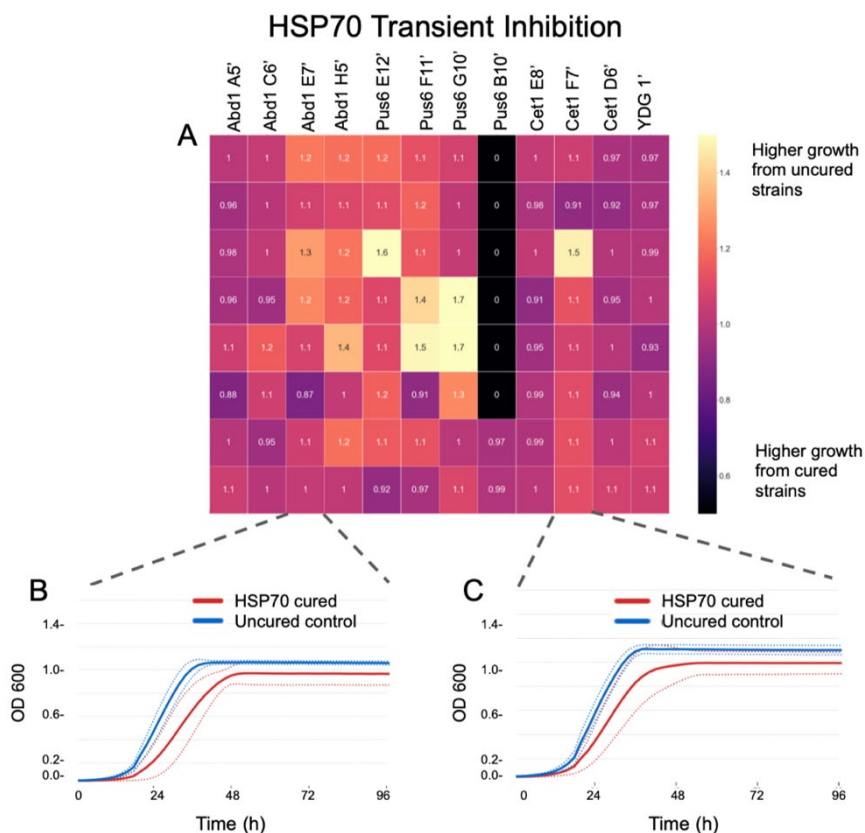 HSP70 Transient Inhibition
Abd1 A5' Abd1 C6' Abd1 E7' Abd1 H5' Pus6 E12' Pus6 F11' Pus6 G10' Pus6 B10' Cet1 E8' Cet1 F7' Cet1 D6' YDG 1'
A
1 1 1.2 1.2 1.2 1.1 1.1 0 1 1.1 0.97 0.97
0.96 1 1.1 1.1 1.1 1.2 1 0 0.98 0.91 0.92 0.97
0.98 1 1.3 1.2 1.6 1.1 1 0 1 1.5 1 0.99
0.96 0.95 1.2 1.2 1.1 1.4 1.7 0 0.91 1.1 0.95 1
1.1 1.2 1.1 1.4 1.1 1.5 1.7 0 0.95 1.1 1 0.93
0.88 1.1 0.87 1 1.2 0.91 1.3 0 0.99 1.1 0.94 1
1 0.95 1.1 1.2 1.1 1.1 1 0.97 0.99 1.1 1 1.1
1.1 1 1 1 0.92 0.97 1.1 0.99 1 1.1 1.1 1.1
1.4
1.2
1.0
0.8
0.6
Higher growth
from uncured
strains
Higher growth
from cured
strains
B
HSP70 cured
Uncured control
1.4-
1.0-
0.6-
0.2-
0.0-
OD 600
0 24 48 72 96
Time (h)
C
HSP70 cured
Uncured control
1.4-
1.0-
0.6-
0.2-
0.0-
OD 600
0 24 48 72 96
Time (h)